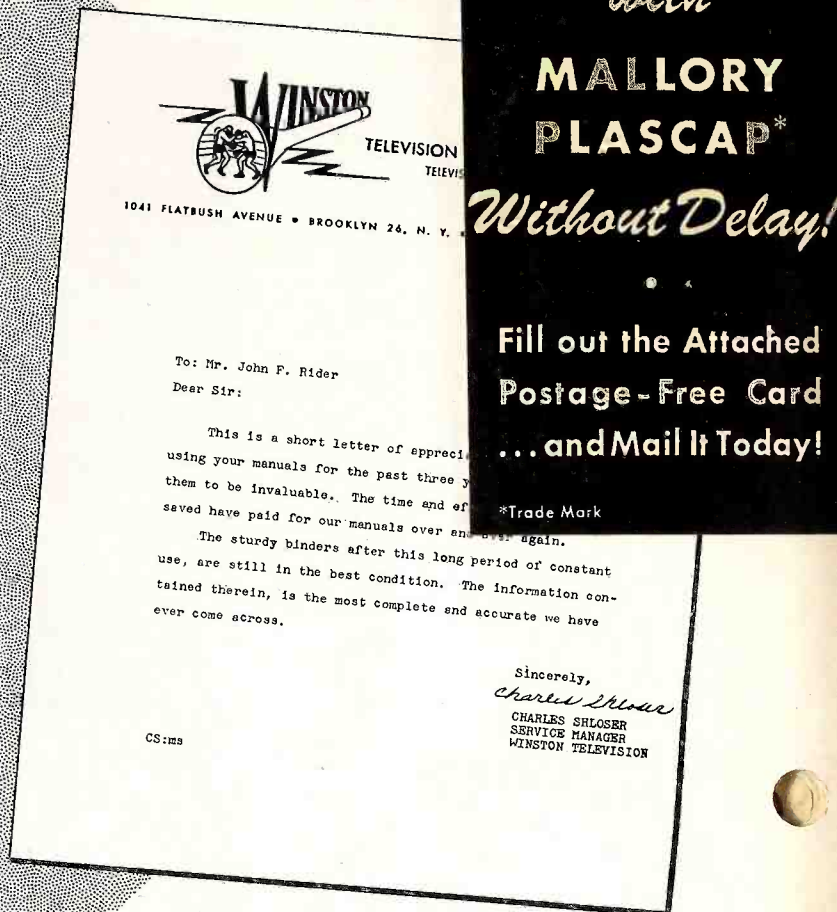 WINSTON
TELEVISION
1041 FLATBUSH AVENUE • BROOKLYN 26, N. Y.
To: Mr. John F. Rider
Dear Sir:
This is a short letter of
using your manuals for the past three
them to be invaluable. The time and
saved have paid for our manuals over and over again.
The sturdy binders after this long period of constant
use, are still in the best condition. The information con-
tained therein, is the most complete and accurate we have
ever come across.
Sincerely,
Charles Shloser
CHARLES SHLOSER
SERVICE MANAGER
WINSTON TELEVISION
CS:ms
with
MALLORY
PLASCAP*
Without Delay!
Fill out the Attached
Postage-Free Card
...and Mail It Today!
*Trade Mark